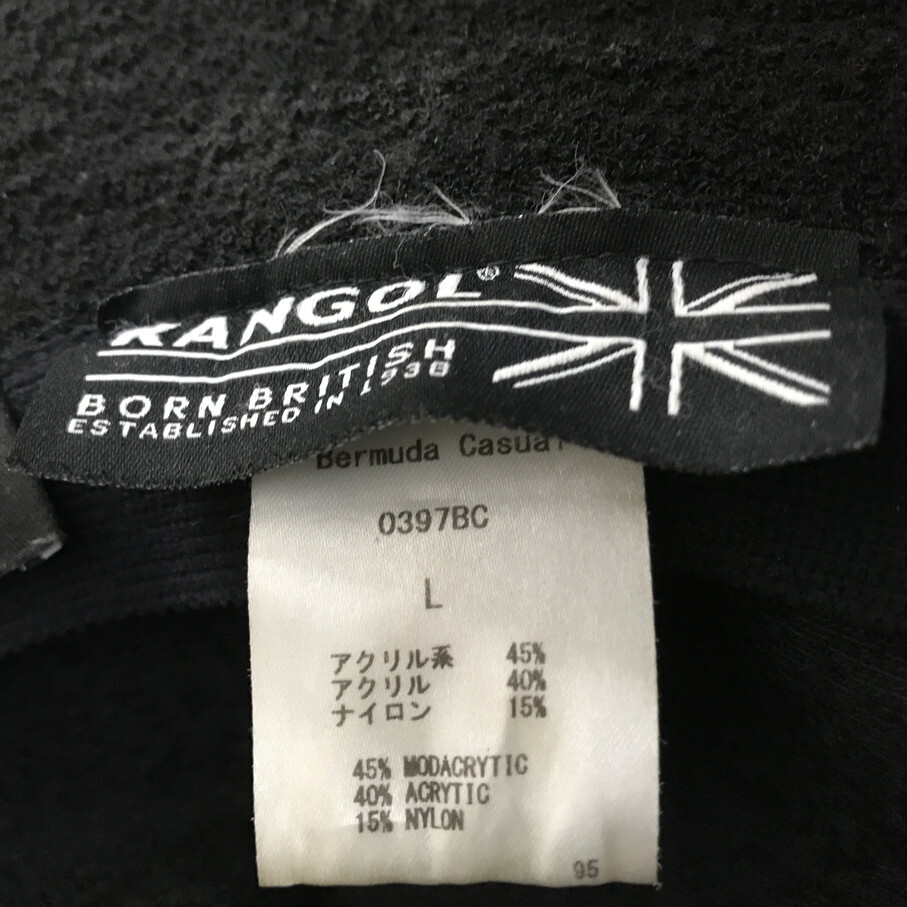 KANGOL®
BORN BRITISH
ESTABLISHED IN 1938
Bermuda Casual
0397BC
L
アクリル系 45%
アクリル 40%
ナイロン 15%
45% MODACRYTIC
40% ACRYTIC
15% NYLON
95